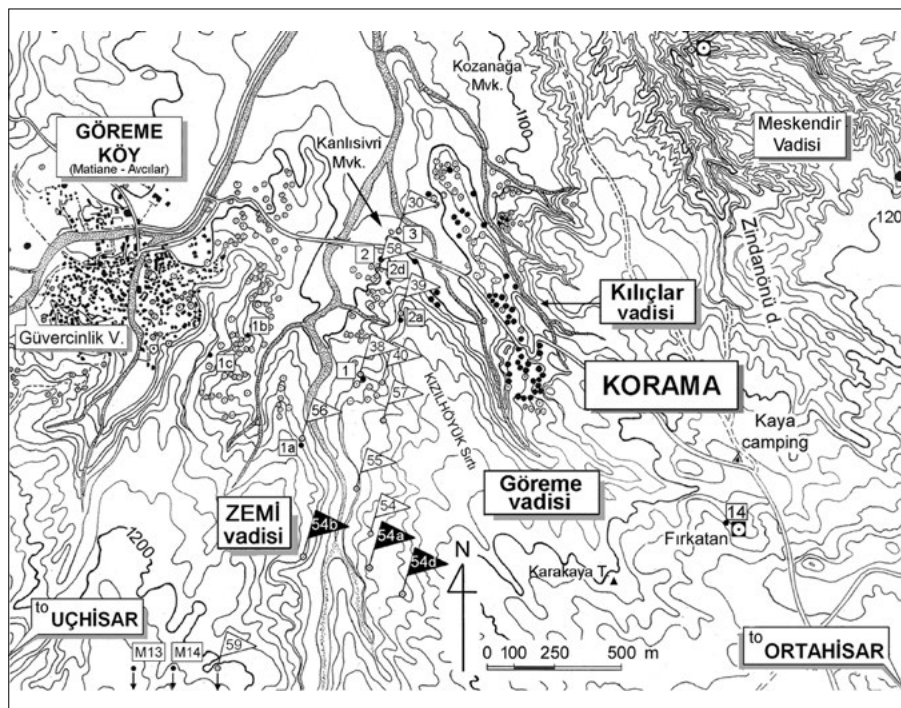 Kozanağa
Mvk.
1100
Meskendir
Vadisi
GÖREME
KÖY
(Matiane - Avcılar)
Kanlısivri
Mvk.
1200
Zindanönü d.
30
3
58
2
2d
39
2a
Kılıçlar
vadisi
Güvercinlik V.
1b
1c
38
40
1
57
KIZILHÖYÜK Sırtı
KORAMA
56
1a
Kaya
camping
55
Göreme
vadisi
54
ZEMİ
vadisi
54b
54a
54d
14
Fırkatan
1200
N
Karakaya T.
to
UÇHİSAR
M13
M14
59
0 100 250 500 m
to
ORTAHİSAR